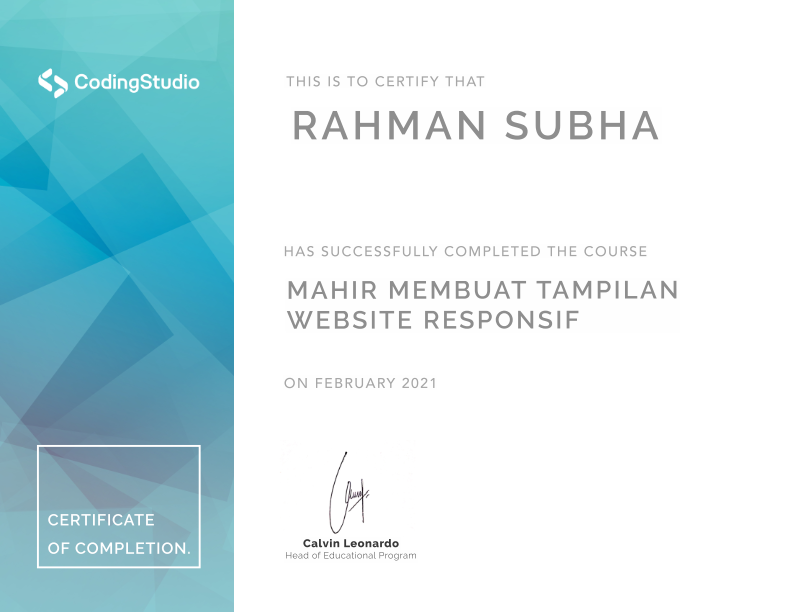 CodingStudio
THIS IS TO CERTIFY THAT
RAHMAN SUBHA
HAS SUCCESSFULLY COMPLETED THE COURSE
MAHIR MEMBUAT TAMPILAN
WEBSITE RESPONSIF
ON FEBRUARY 2021
CERTIFICATE
OF COMPLETION.
Calvin Leonardo
Head of Educational Program